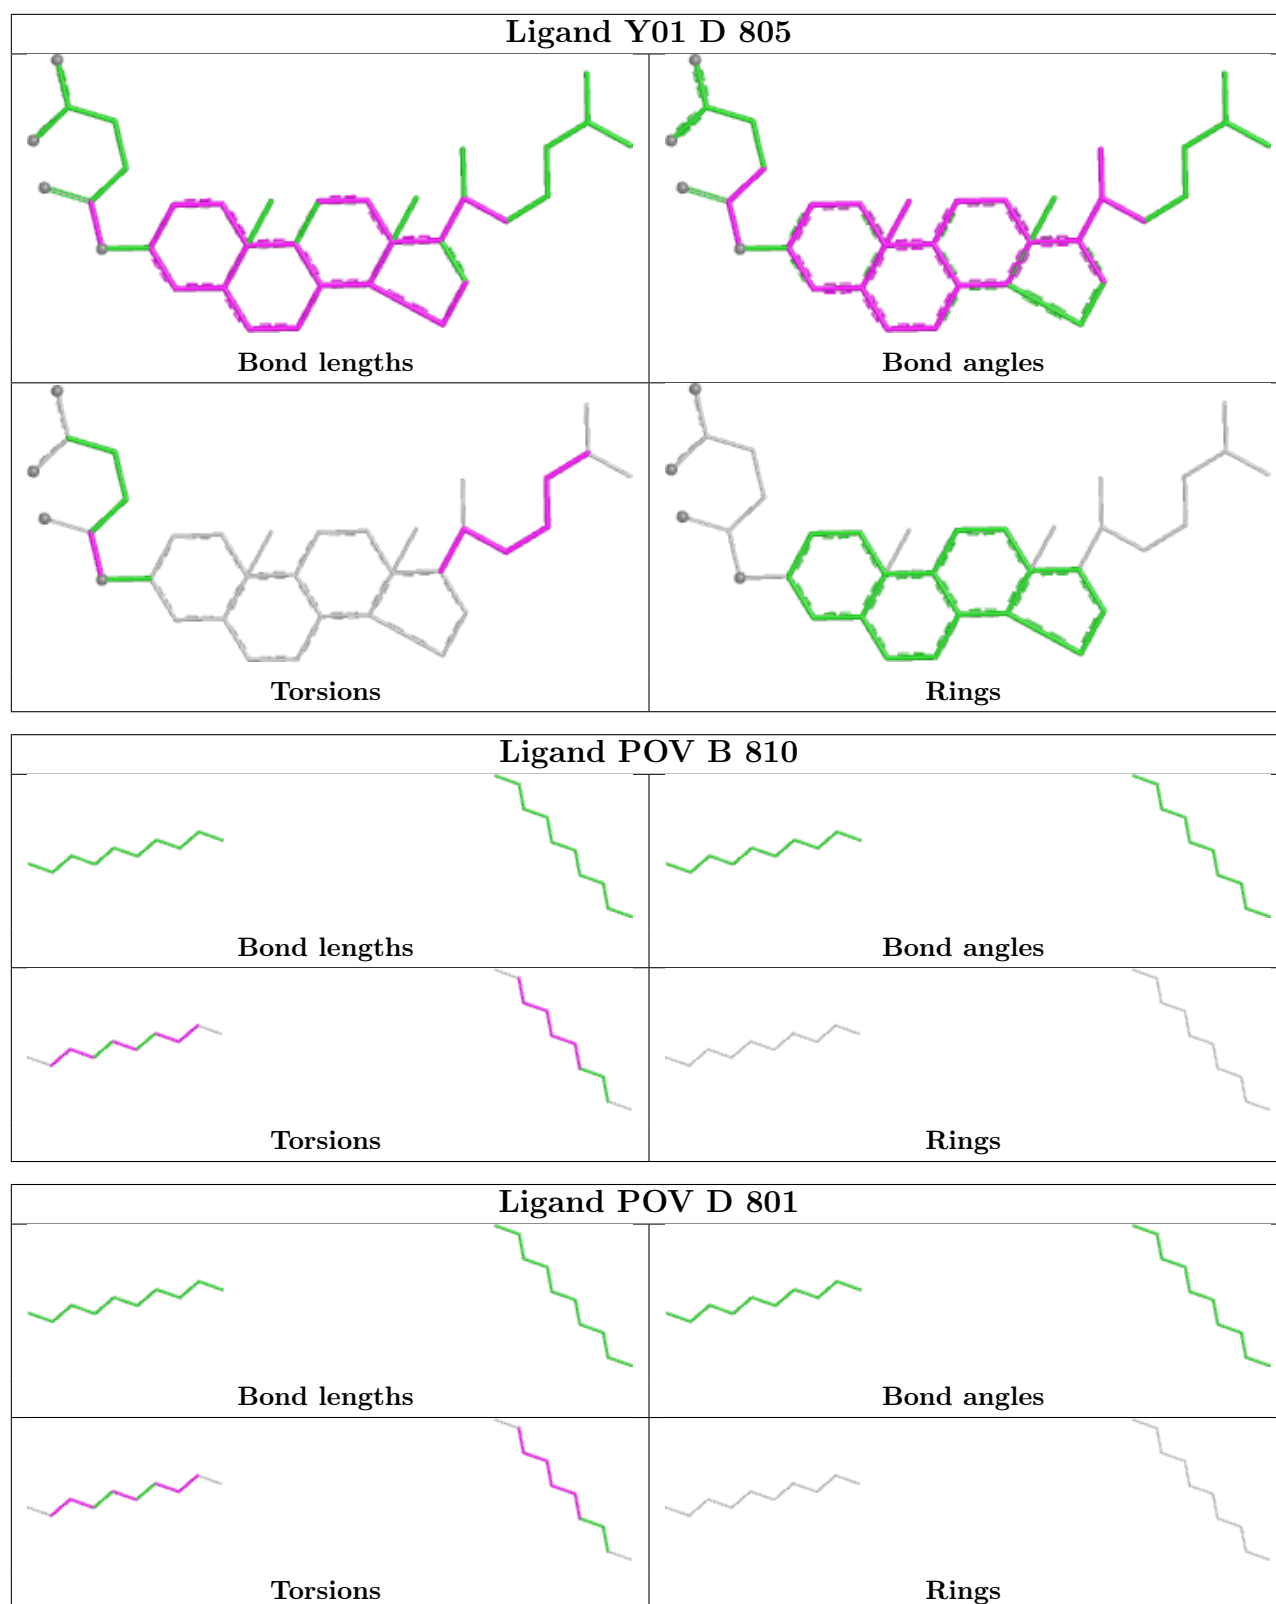 Ligand Y01 D 805
Bond lengths
Bond angles
Torsions
Rings
Ligand POV B 810
Bond lengths
Bond angles
Torsions
Rings
Ligand POV D 801
Bond lengths
Bond angles
Torsions
Rings